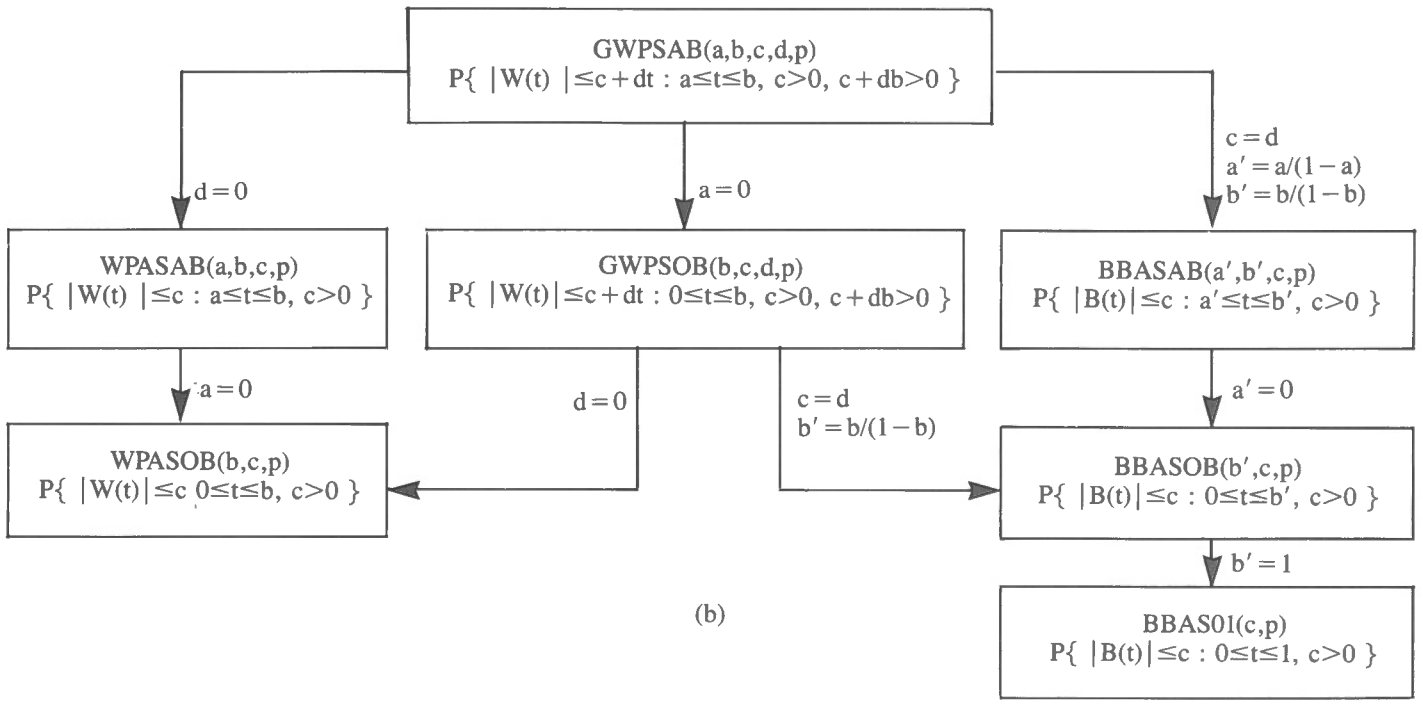 GWPSAB(a,b,c,d,p)
P{ |W(t) |≤c+dt : a≤t≤b, c>0, c+db>0 }
c=d
a′=a/(1−a)
b′=b/(1−b)
d=0
a=0
WPASAB(a,b,c,p)
P{ |W(t) |≤c : a≤t≤b, c>0 }
GWPSOB(b,c,d,p)
P{ |W(t)|≤c+dt : 0≤t≤b, c>0, c+db>0 }
BBASAB(a′,b′,c,p)
P{ |B(t)|≤c : a′≤t≤b′, c>0 }
a=0
d=0
c=d
b′=b/(1−b)
a′=0
WPASOB(b,c,p)
P{ |W(t)|≤c 0≤t≤b, c>0 }
BBASOB(b′,c,p)
P{ |B(t)|≤c : 0≤t≤b′, c>0 }
b′=1
(b)
BBAS01(c,p)
P{ |B(t)|≤c : 0≤t≤1, c>0 }